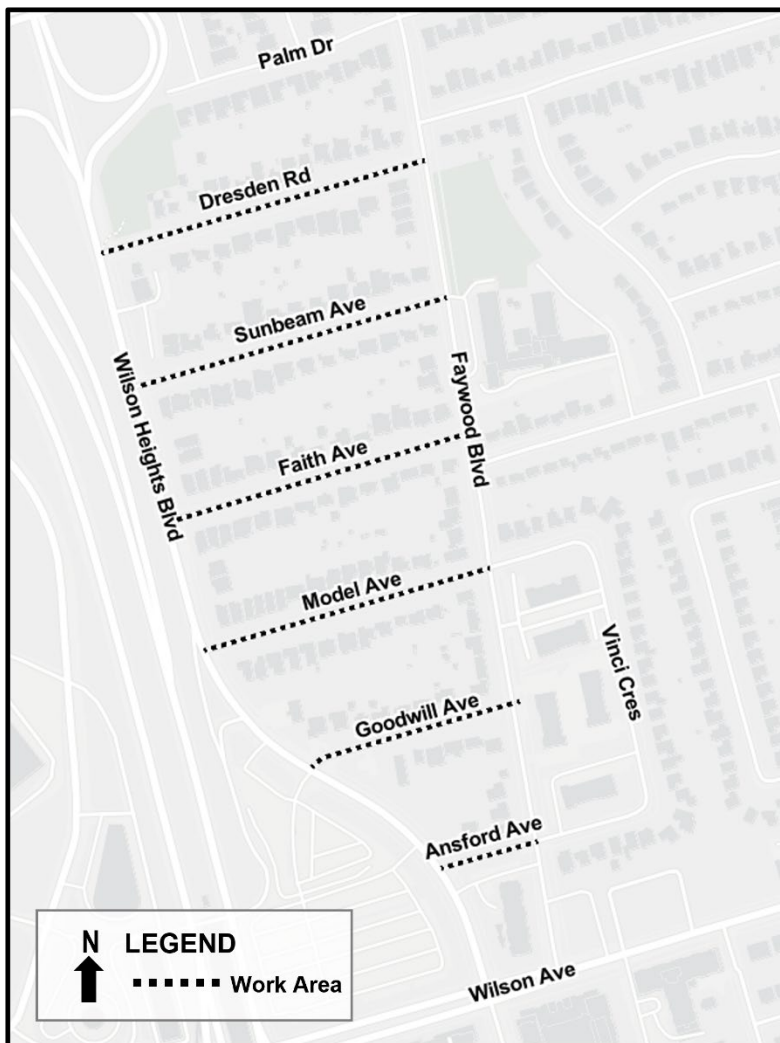 Palm Dr
Dresden Rd
Sunbeam Ave
Wilson Heights Blvd
Faywood Blvd
Faith Ave
Model Ave
Vinci Cres
Goodwill Ave
Ansford Ave
Wilson Ave
N LEGEND
Work Area